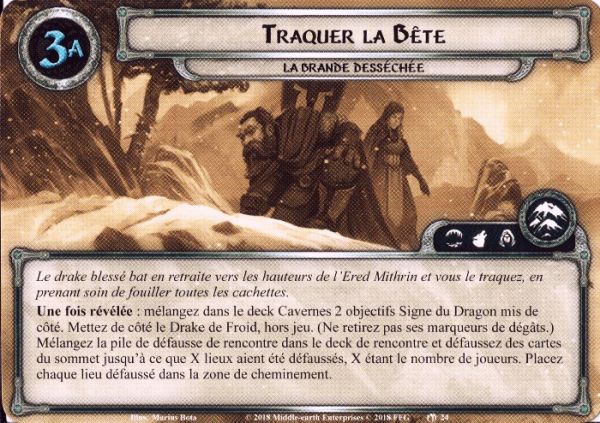 3A
Traquer la Bête
La Grande Desséchée
Le drake blessé bat en retraite vers les hauteurs de l'Ered Mithrin et vous le traquez, en
prenant soin de fouiller toutes les cachettes.
Une fois révélée : mélangez dans le deck Cavernes 2 objectifs Signe du Dragon mis de
côté. Mettez de côté le Drake de Froid, hors jeu. (Ne retirez pas ses marqueurs de dégâts.)
Mélangez la pile de défausse de rencontre dans le deck de rencontre et défaussez des cartes
du sommet jusqu'à ce que X lieux aient été défaussés, X étant le nombre de joueurs. Placez
chaque lieu défaussé dans la zone de cheminement.
Illus. Marius Bota © 2018 Middle-earth Enterprises © 2018 FFG 24